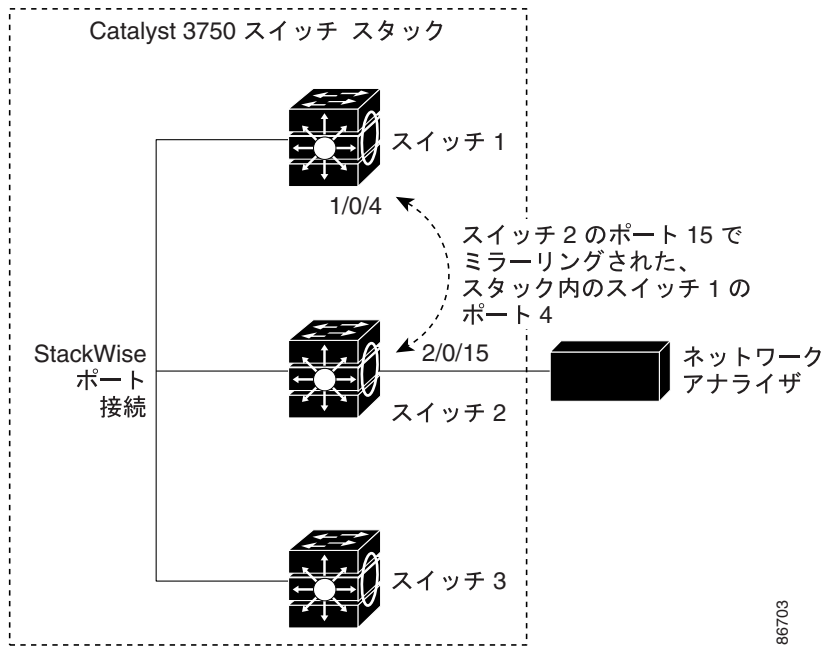 Catalyst 3750 スイッチ スタック
スイッチ 1
1/0/4
スイッチ 2 のポート 15 で
ミラーリングされた、
スタック内のスイッチ 1 の
ポート 4
StackWise
ポート
接続
2/0/15
スイッチ 2
ネットワーク
アナライザ
スイッチ 3
86703